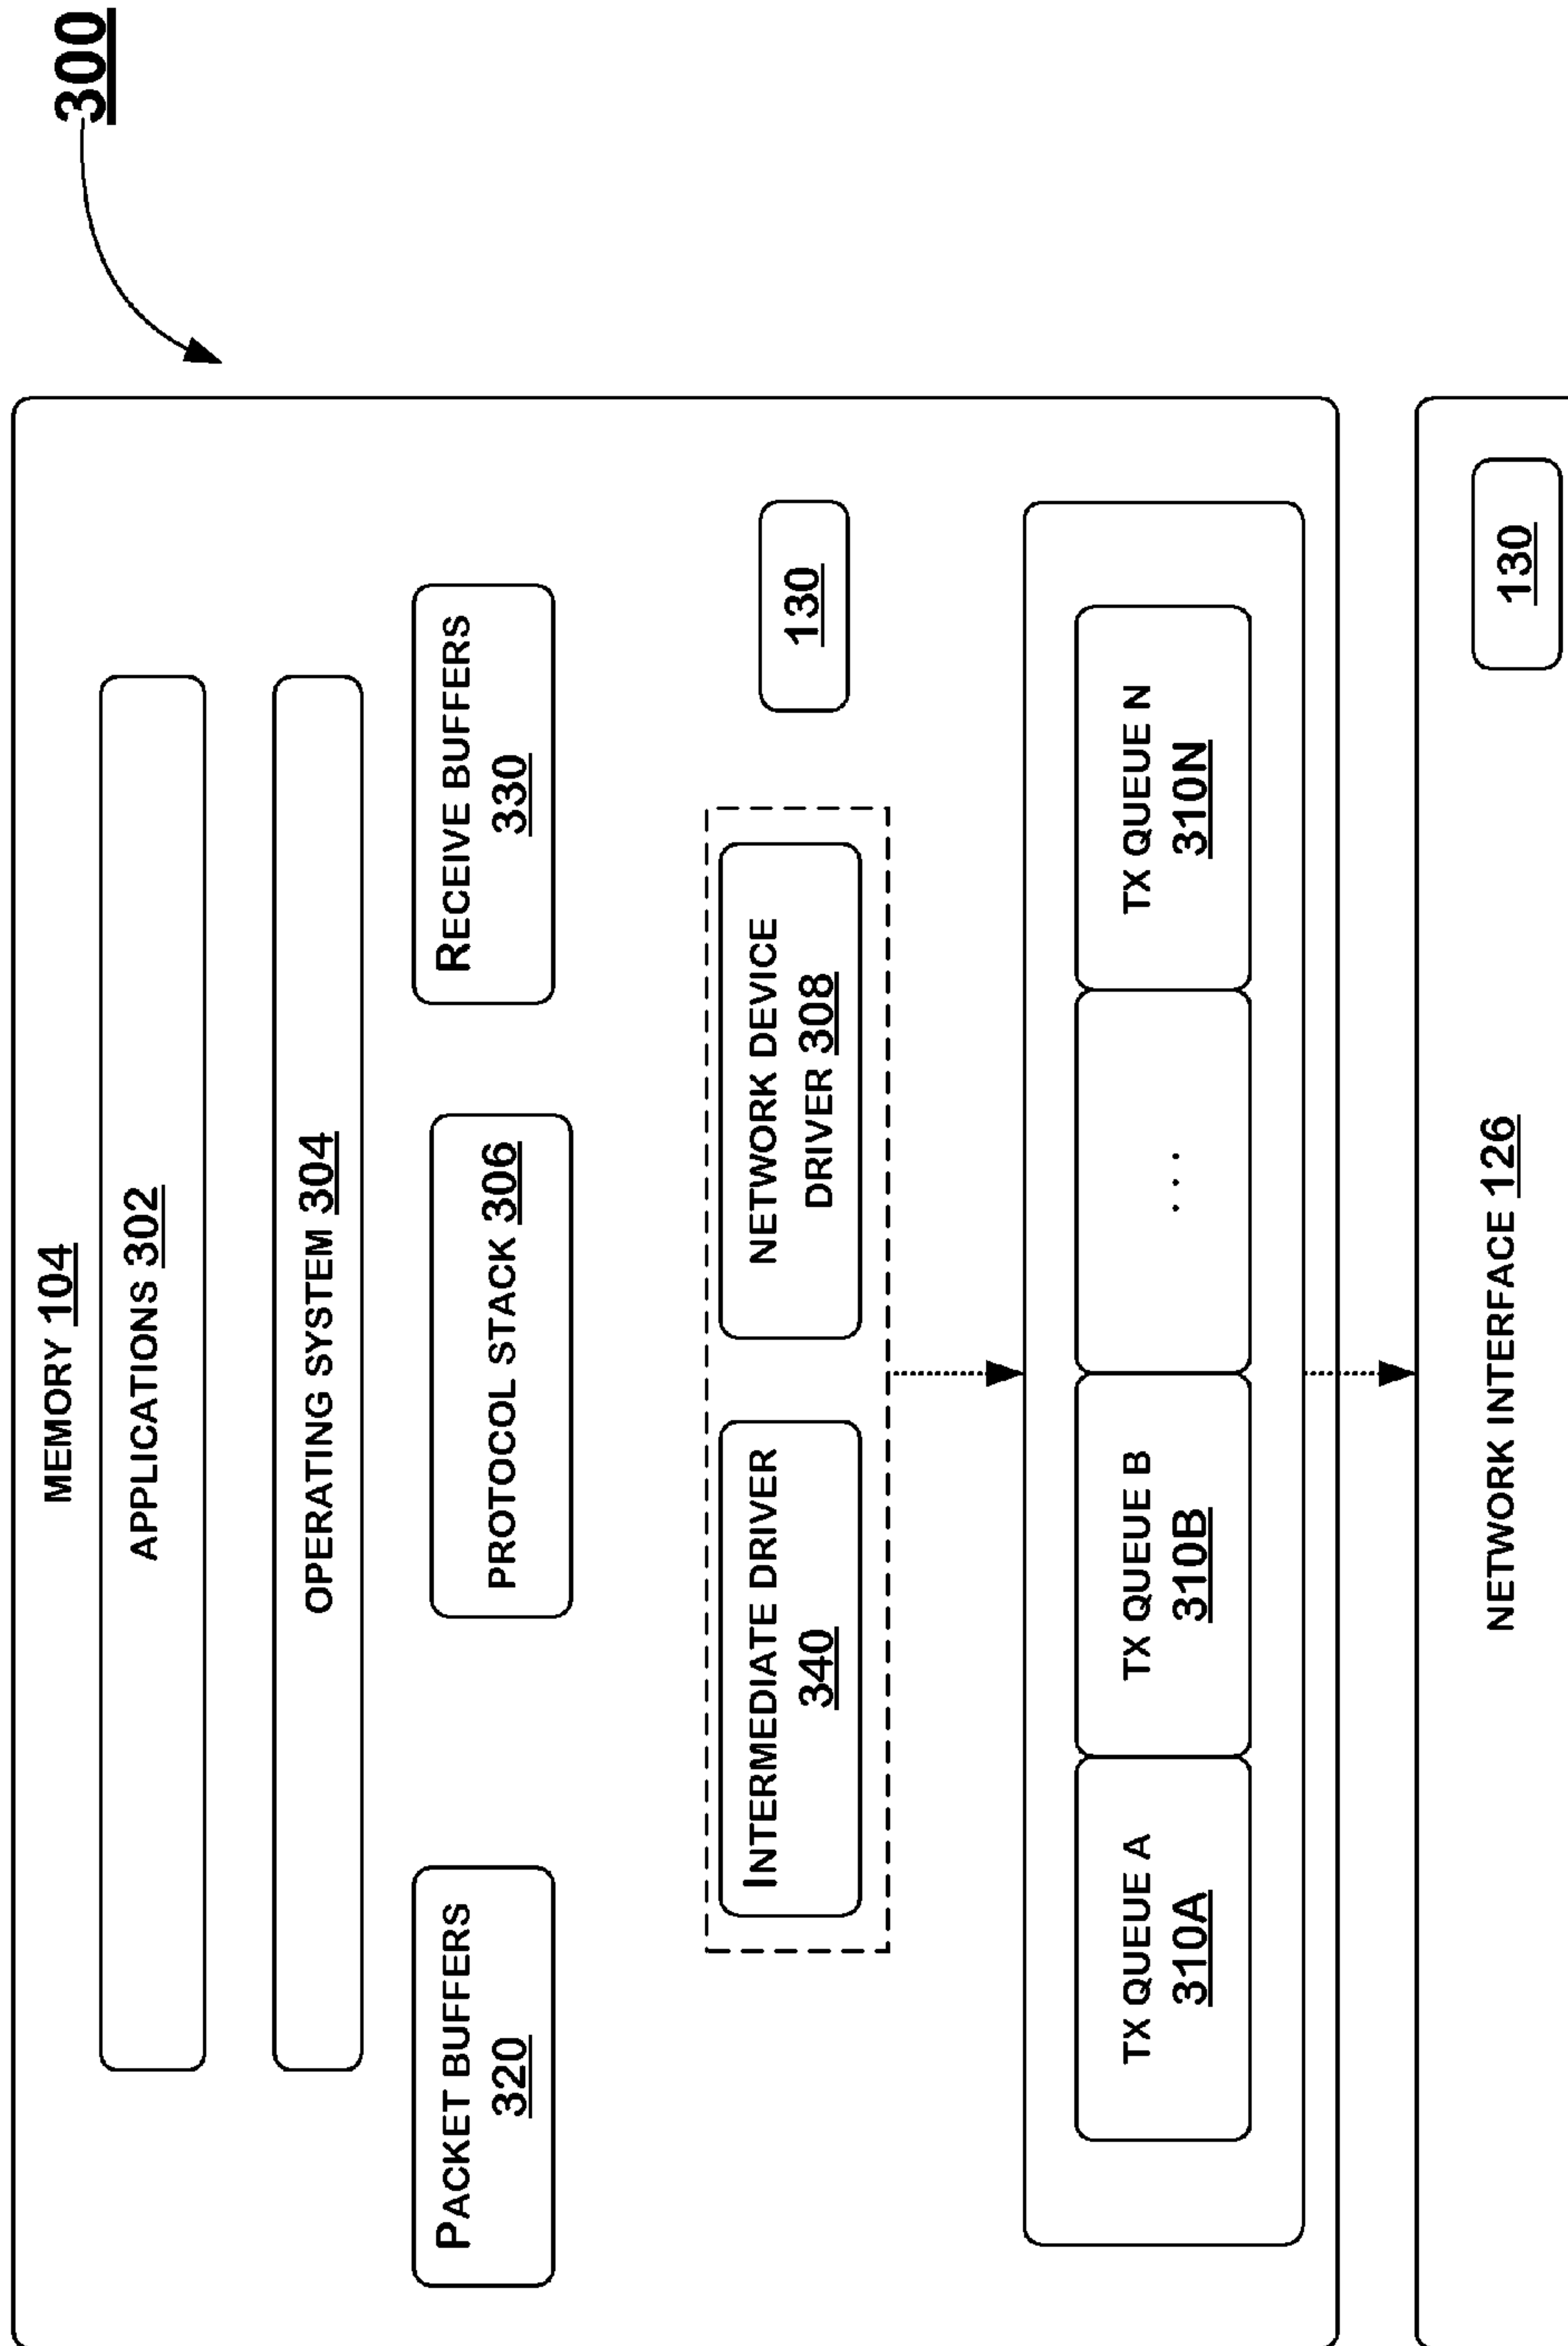 300
MEMORY 104
APPLICATIONS 302
OPERATING SYSTEM 304
PACKET BUFFERS
320
PROTOCOL STACK 306
RECEIVE BUFFERS
330
INTERMEDIATE DRIVER
340
NETWORK DEVICE
DRIVER 308
130
TX QUEUE A
310A
TX QUEUE B
310B
...
TX QUEUE N
310N
NETWORK INTERFACE 126
130